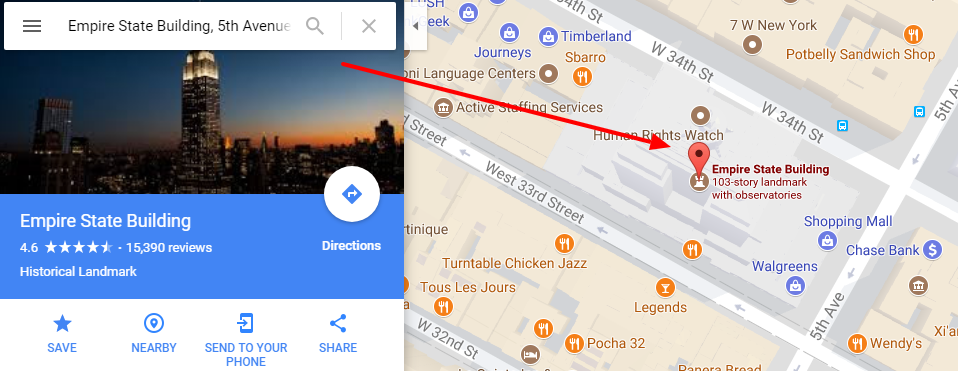 Empire State Building, 5th Avenue
Empire State Building
4.6
15,390 reviews
Historical Landmark
Directions
SAVE
NEARBY
SEND TO YOUR
PHONE
SHARE
Journeys
Timberland
Sbarro
7 W New York
Potbelly Sandwich Shop
W 34th St
oni Language Centers
Active Staffing Services
Human Rights Watch
W 34th St
5th Av
3rd Street
West 33rd Street
Empire State Building
103-story landmark
with observatories
Shopping Mall
Chase Bank
$
rtinique
Turntable Chicken Jazz
Walgreens
Tous Les Jours
Legends
5th Ave
W 32nd St
Pocha 32
Wendy's
Xi'an
Panera Bread